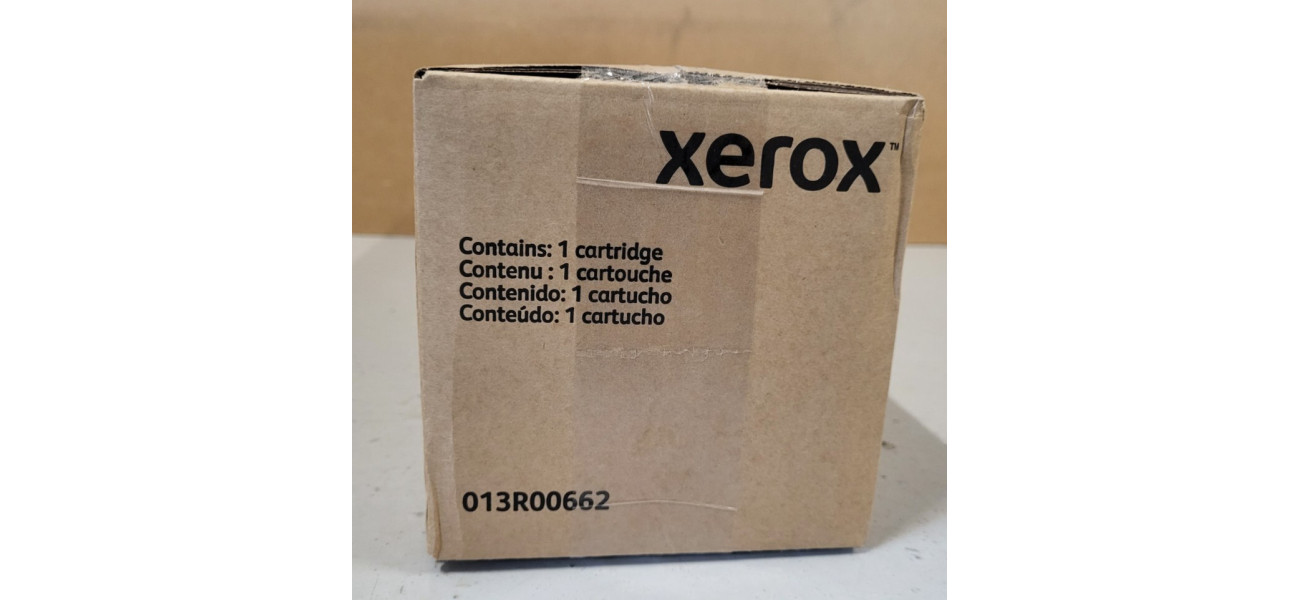 xerox™
Contains: 1 cartridge
Contenu : 1 cartouche
Contenido: 1 cartucho
Conteúdo: 1 cartucho
013R00662